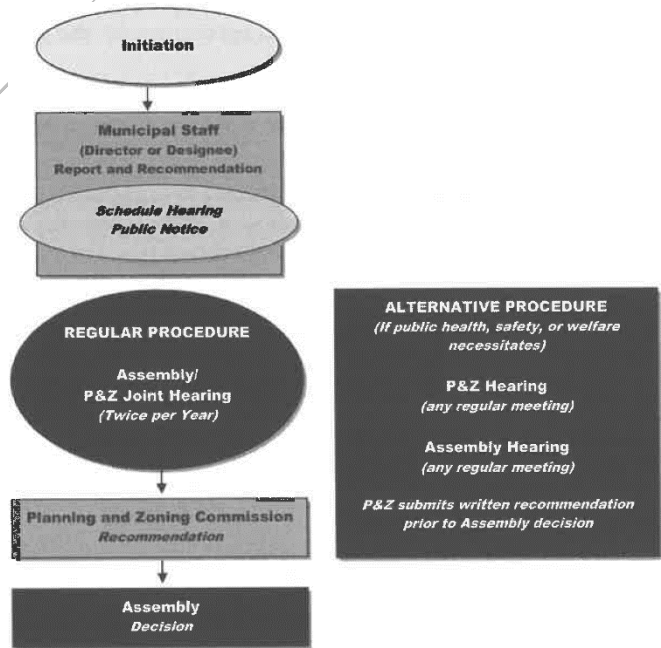 Initiation
Municipal Staff
(Director or Designee)
Report and Recommendation
Schedule Hearing
Public Notice
REGULAR PROCEDURE
Assembly/
P&Z Joint Hearing
(Twice per Year)
Planning and Zoning Commission
Recommendation
Assembly
Decision
ALTERNATIVE PROCEDURE
(If public health, safety, or welfare
necessitates)
P&Z Hearing
(any regular meeting)
Assembly Hearing
(any regular meeting)
P&Z submits written recommendation
prior to Assembly decision